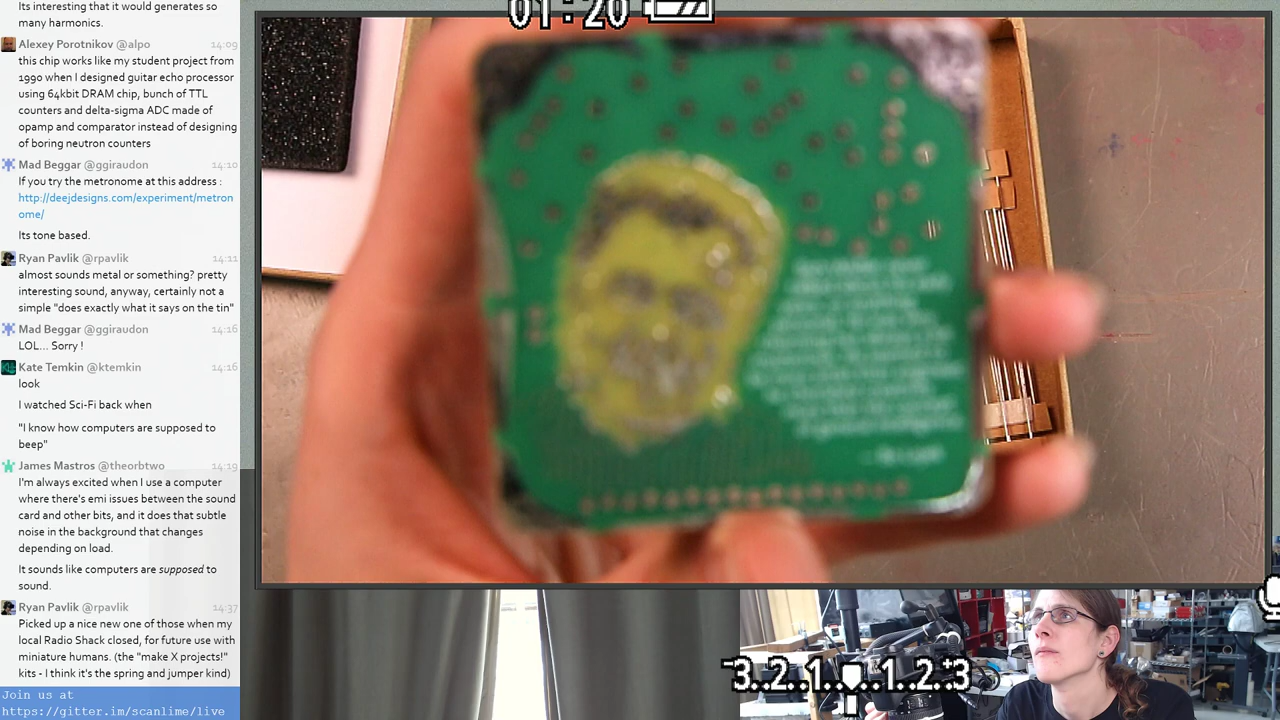 Its interesting that it would generates so
many harmonics.
Alexey Porotnikov @alpo 14:09
this chip works like my student project from
1990 when I designed guitar echo processor
using 64kbit DRAM chip, bunch of TTL
counters and delta-sigma ADC made of
opamp and comparator instead of designing
of boring neutron counters
Mad Beggar @ggiraudon 14:10
If you try the metronome at this address :
http://deejdesigns.com/experiment/metron
ome/
Its tone based.
Ryan Pavlik @rpavlik 14:11
almost sounds metal or something? pretty
interesting sound, anyway, certainly not a
simple "does exactly what it says on the tin"
Mad Beggar @ggiraudon 14:16
LOL... Sorry !
Kate Temkin @ktemkin 14:16
look
I watched Sci-Fi back when
"I know how computers are supposed to
beep"
James Mastros @theorbtwo 14:19
I'm always excited when I use a computer
where there's emi issues between the sound
card and other bits, and it does that subtle
noise in the background that changes
depending on load.
It sounds like computers are supposed to
sound.
Ryan Pavlik @rpavlik 14:37
Picked up a nice new one of those when my
local Radio Shack closed, for future use with
miniature humans. (the "make X projects!"
kits - I think it's the spring and jumper kind)
Join us at
https://gitter.im/scanlime/live
01:20
-3..2..1..0..1..2..+3